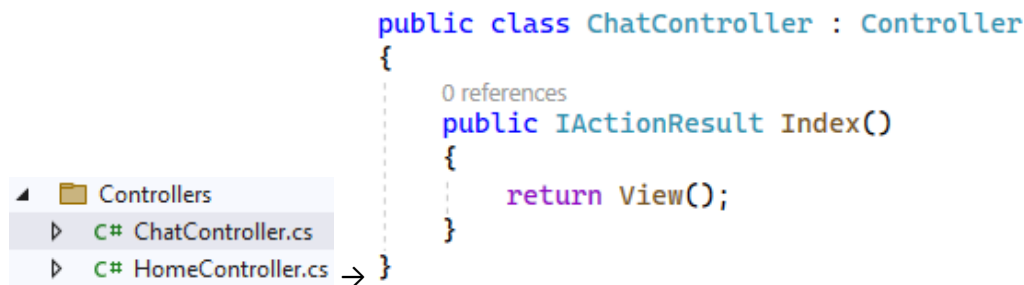 Controllers
C# ChatController.cs
C# HomeController.cs →
public class ChatController : Controller
{
0 references
public IActionResult Index()
{
return View();
}
}